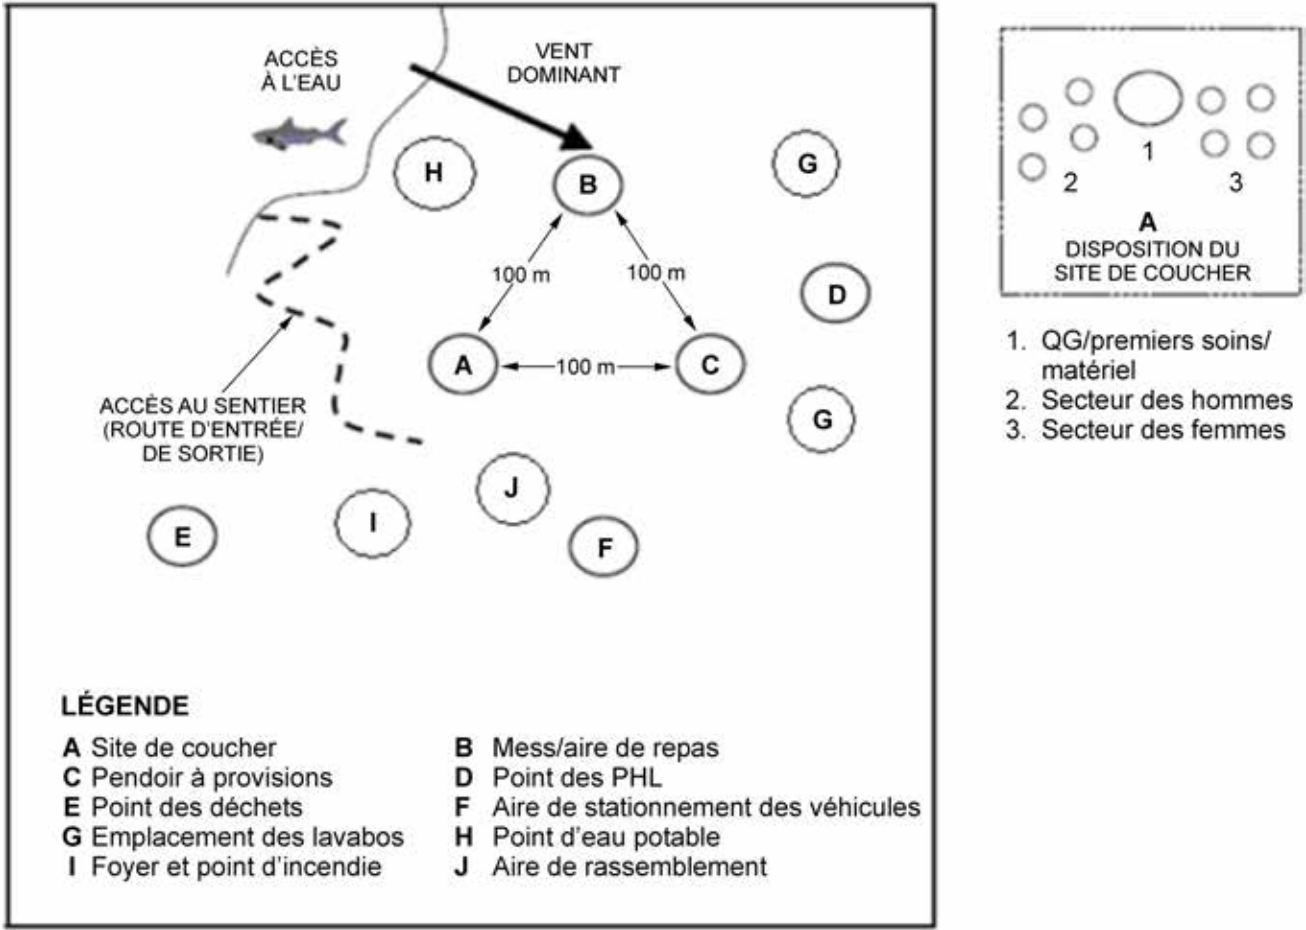 ACCÈS
À L'EAU
VENT
DOMINANT
H
B
G
100 m
100 m
D
A
100 m
C
G
ACCÈS AU SENTIER
(ROUTE D'ENTRÉE/
DE SORTIE)
J
I
E
F
LÉGENDE
A Site de coucher
B Mess/aire de repas
C Pendoir à provisions
D Point des PHL
E Point des déchets
F Aire de stationnement des véhicules
G Emplacement des lavabos
H Point d'eau potable
I Foyer et point d'incendie
J Aire de rassemblement
1
2
3
A
DISPOSITION DU
SITE DE COUCHER
1. QG/premiers soins/
matériel
2. Secteur des hommes
3. Secteur des femmes